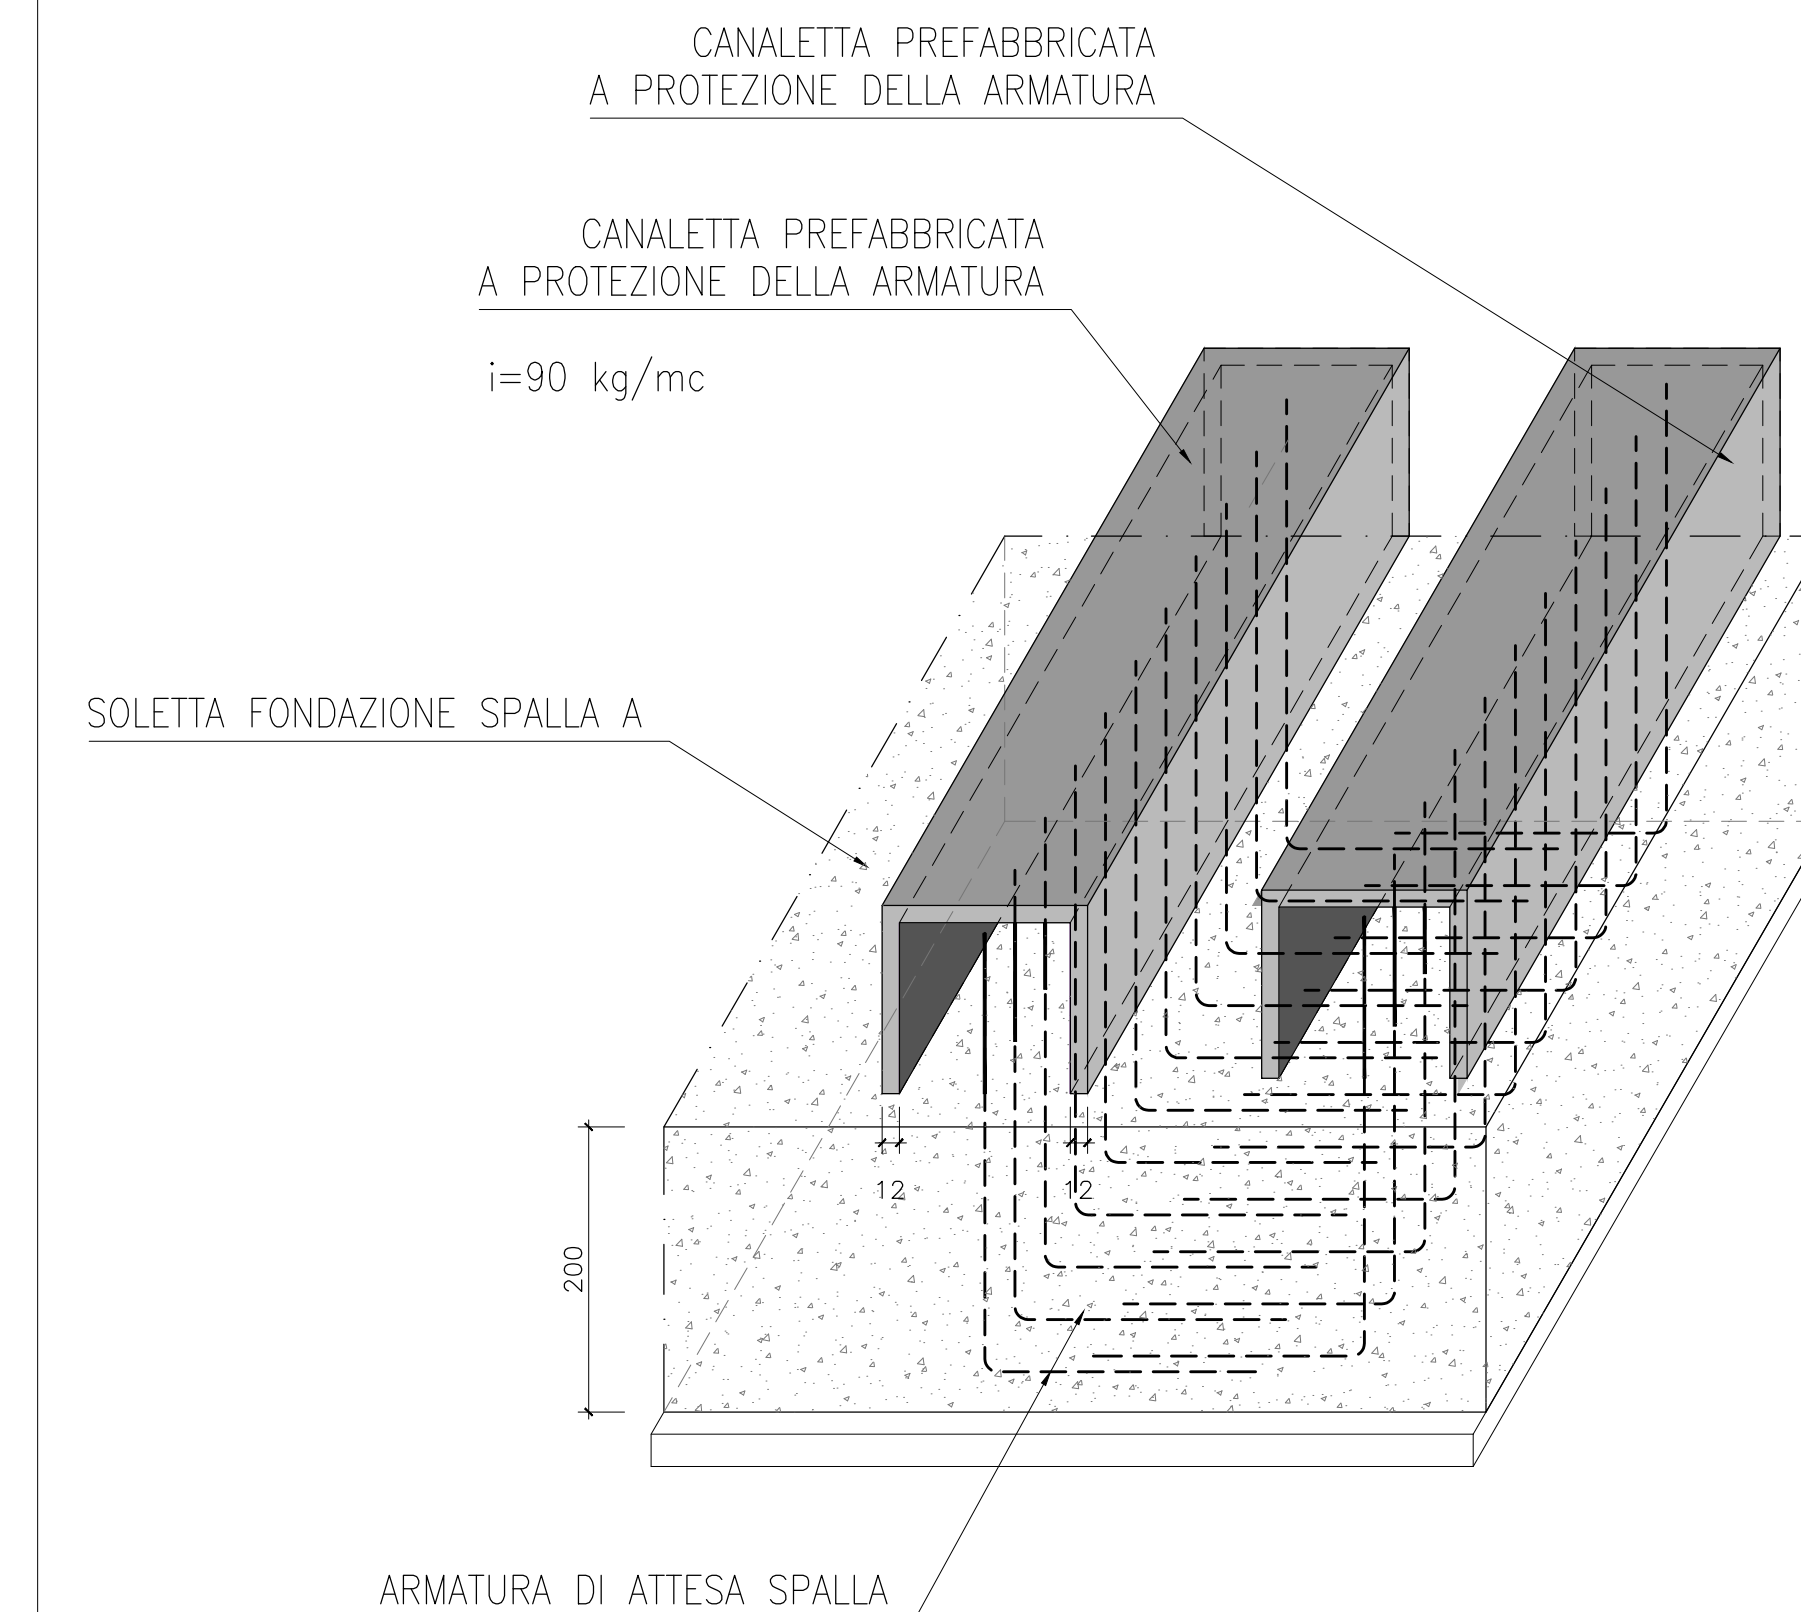 CANALETTA PREFABBRICATA
A PROTEZIONE DELLA ARMATURA
CANALETTA PREFABBRICATA
A PROTEZIONE DELLA ARMATURA
i=90 kg/mc
SOLETTA FONDAZIONE SPALLA A
12
12
200
ARMATURA DI ATTESA SPALLA